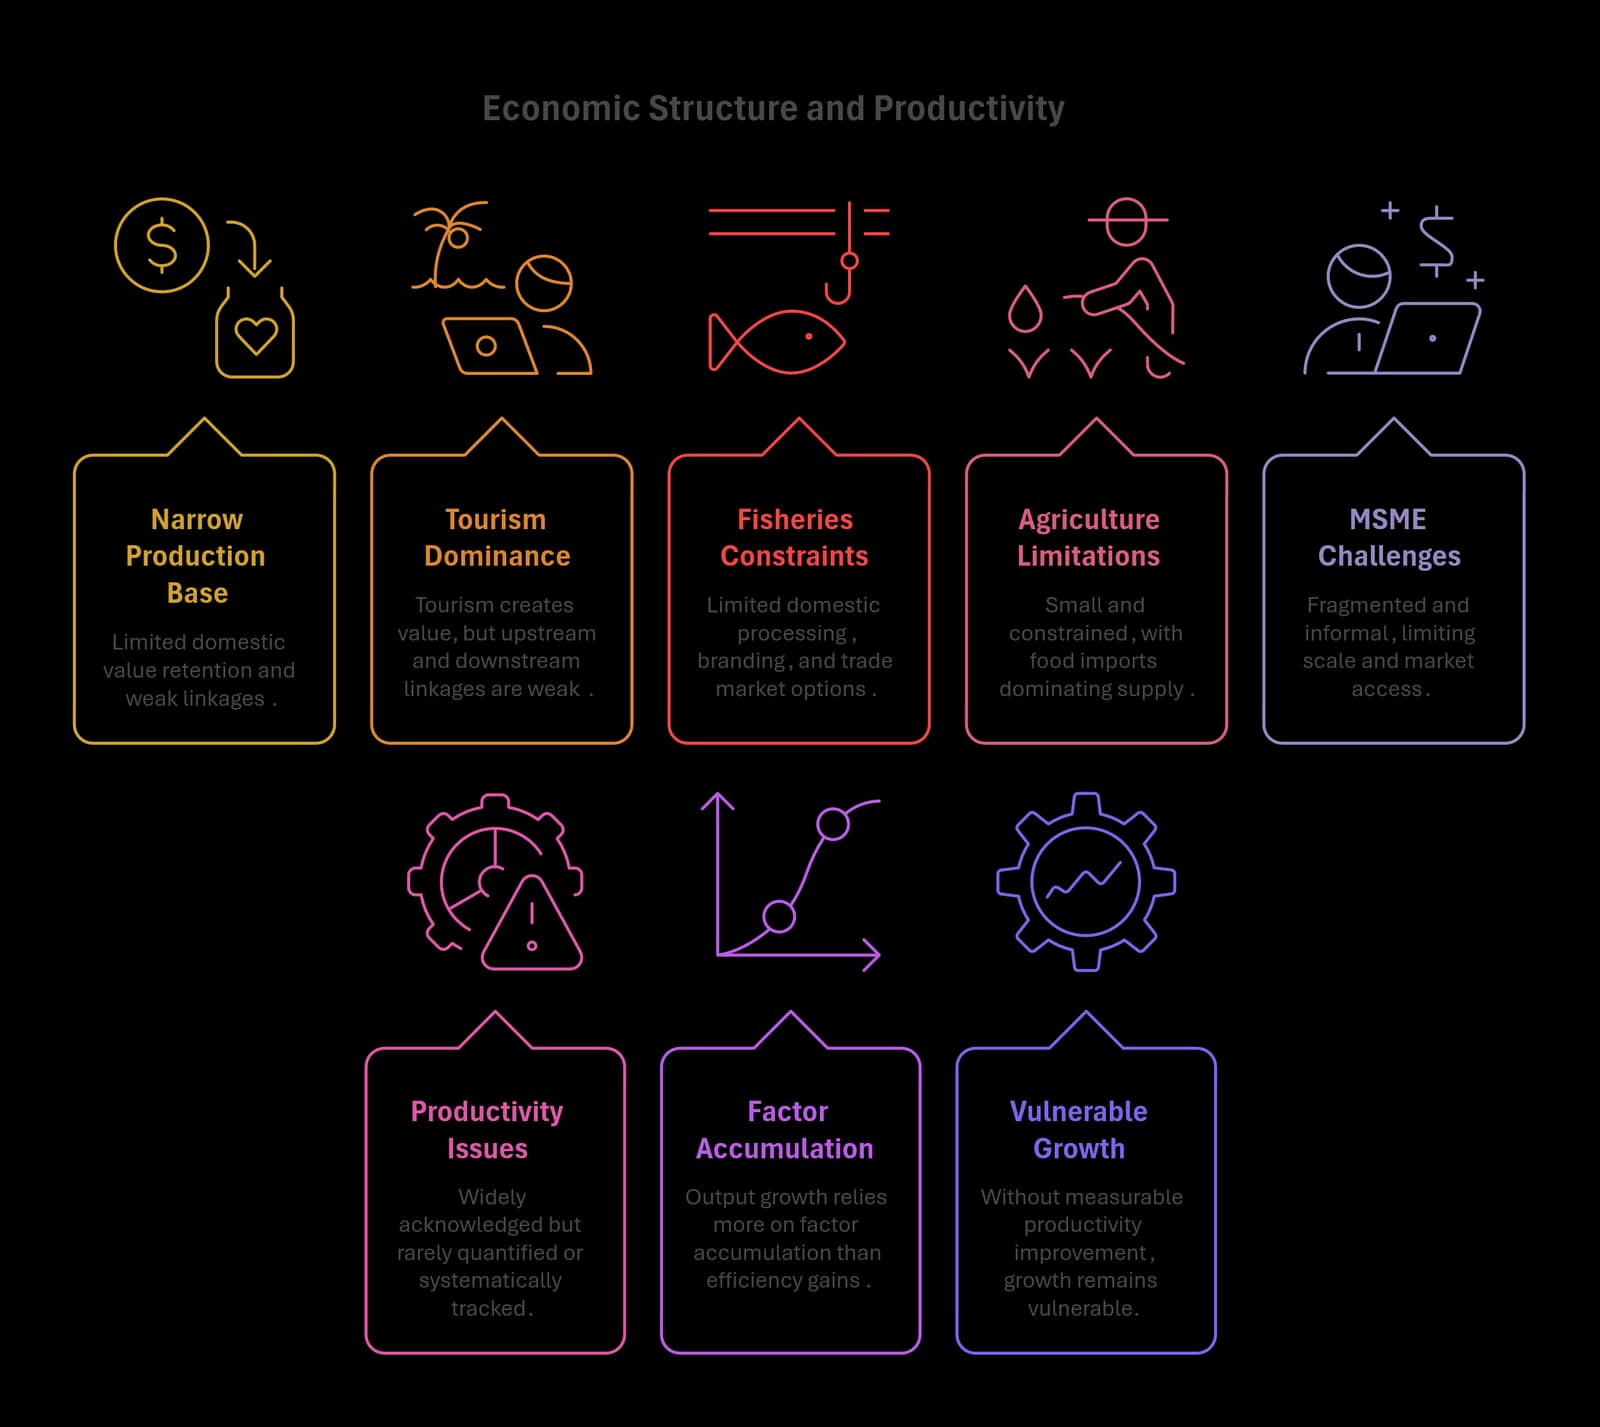 Economic Structure and Productivity
$
Narrow
Production
Base
Limited domestic
value retention and
weak linkages .
Tourism
Dominance
Tourism creates
value, but upstream
and downstream
linkages are weak .
Fisheries
Constraints
Limited domestic
processing ,
branding, and trade
market options .
Agriculture
Limitations
Small and
constrained, with
food imports
dominating supply .
$
MSME
Challenges
Fragmented and
informal, limiting
scale and market
access.
Productivity
Issues
Widely
acknowledged but
rarely quantified or
systematically
tracked.
Factor
Accumulation
Output growth relies
more on factor
accumulation than
efficiency gains .
Vulnerable
Growth
Without measurable
productivity
improvement,
growth remains
vulnerable.